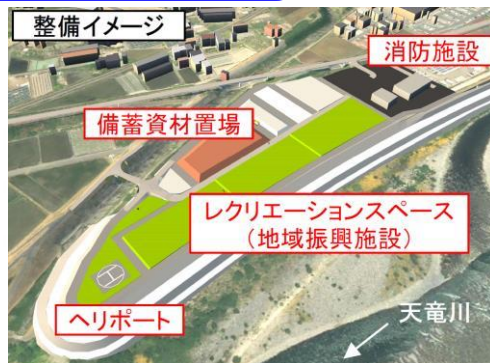 整備イメージ
消防施設
備蓄資材置場
レクリエーションスペース
（地域振興施設）
ヘリポート
天竜川
H